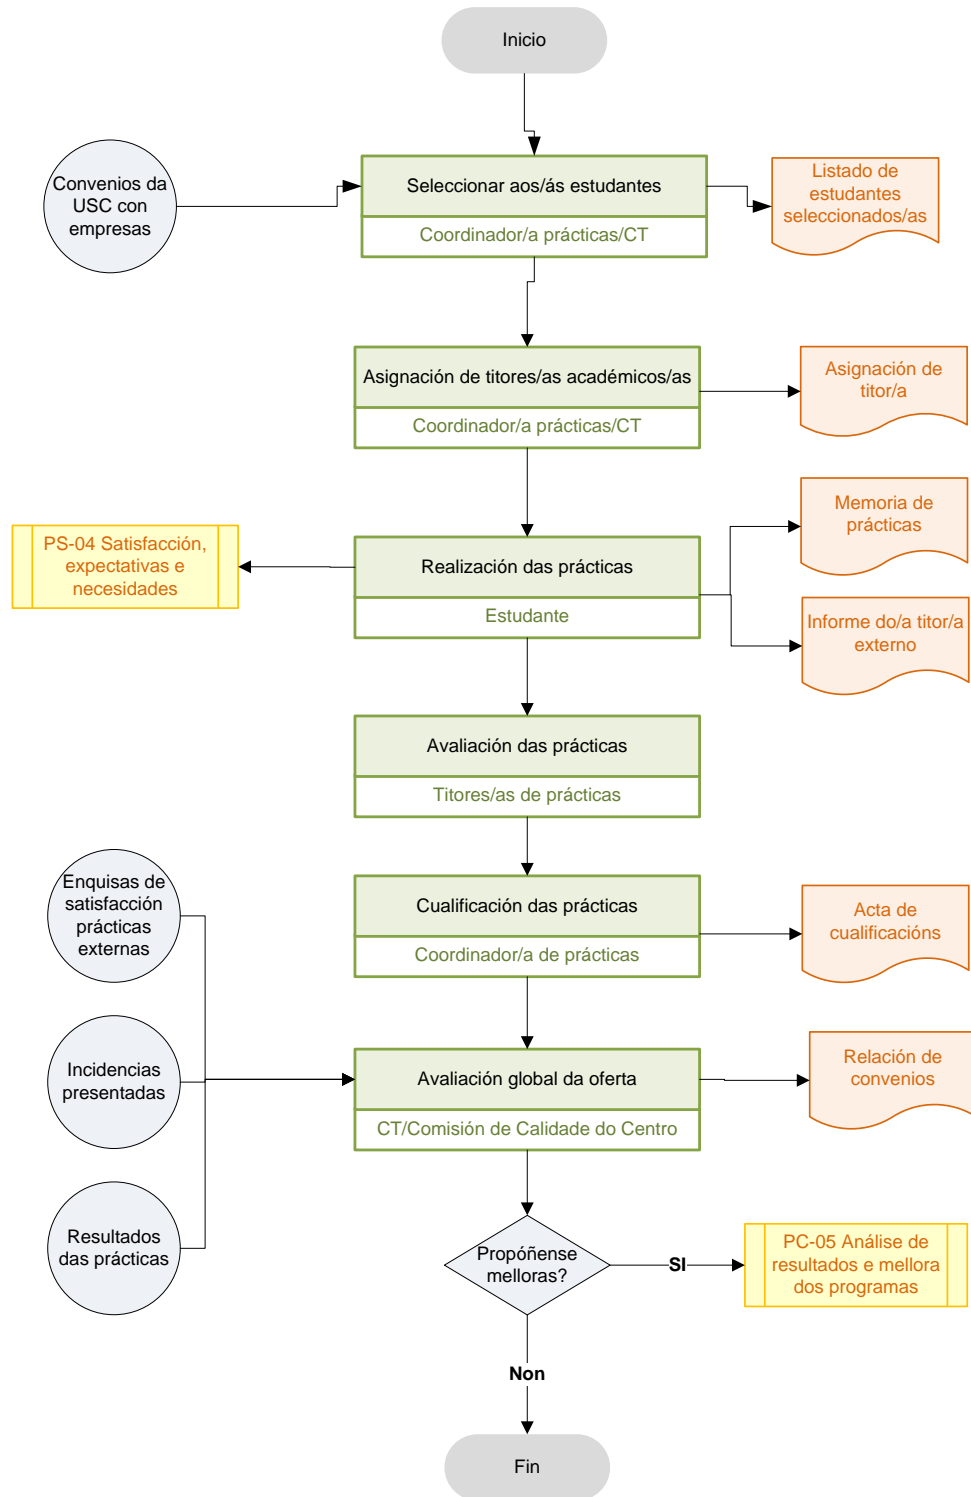 Inicio
Convenios da
USC con
empresas
Seleccionar aos/ás estudantes
Coordinador/a prácticas/CT
Listado de
estudantes
seleccionados/as
Asignación de titores/as académicos/as
Coordinador/a prácticas/CT
Asignación de
titor/a
PS-04 Satisfacción,
expectativas e
necesidades
Realización das prácticas
Estudante
Memoria de
prácticas
Informe do/a titor/a
externo
Avaliación das prácticas
Titores/as de prácticas
Enquisas de
satisfacción
prácticas
externas
Cualificación das prácticas
Coordinador/a de prácticas
Acta de
cualificacións
Incidencias
presentadas
Avaliación global da oferta
CT/Comisión de Calidade do Centro
Relación de
convenios
Resultados
das prácticas
Propóñense
melloras?
SI
PC-05 Análise de
resultados e mellora
dos programas
Non
Fin